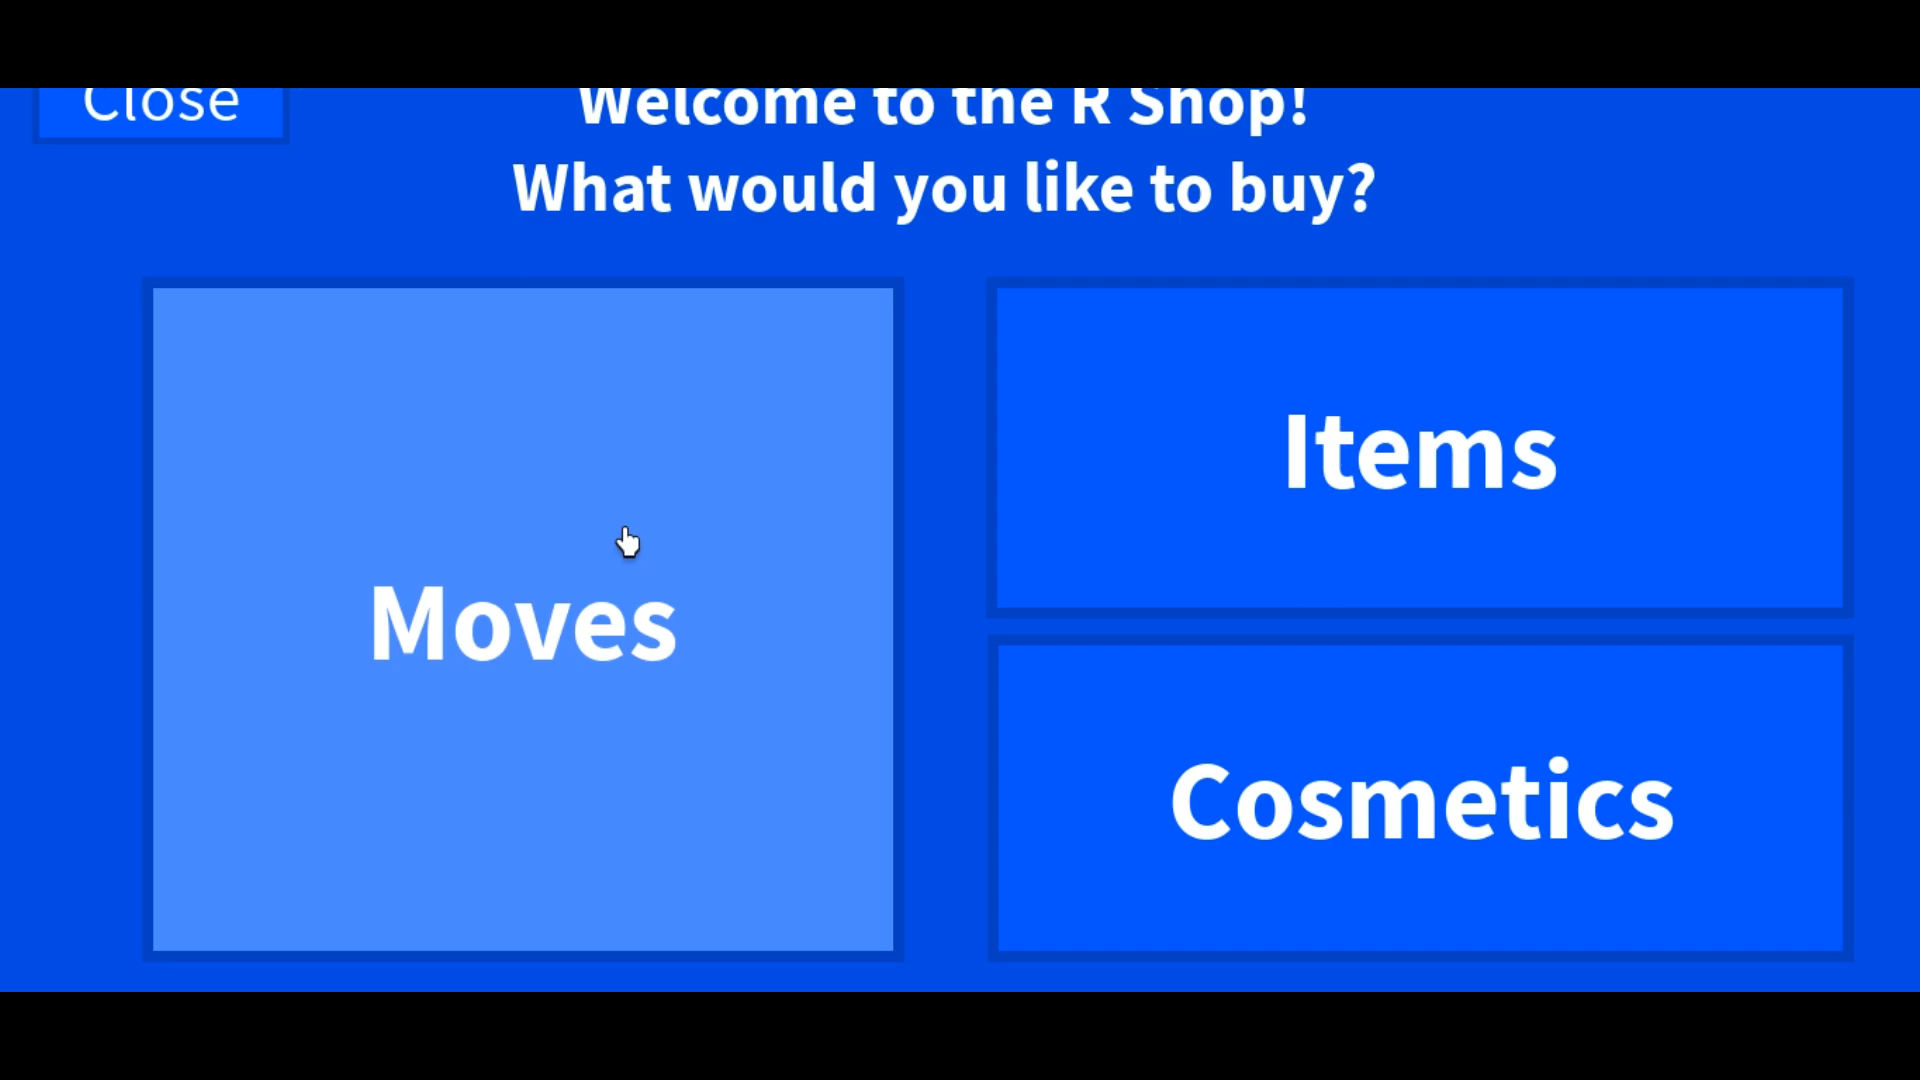 Close
Welcome to the R Shop!
What would you like to buy?
Moves
Items
Cosmetics